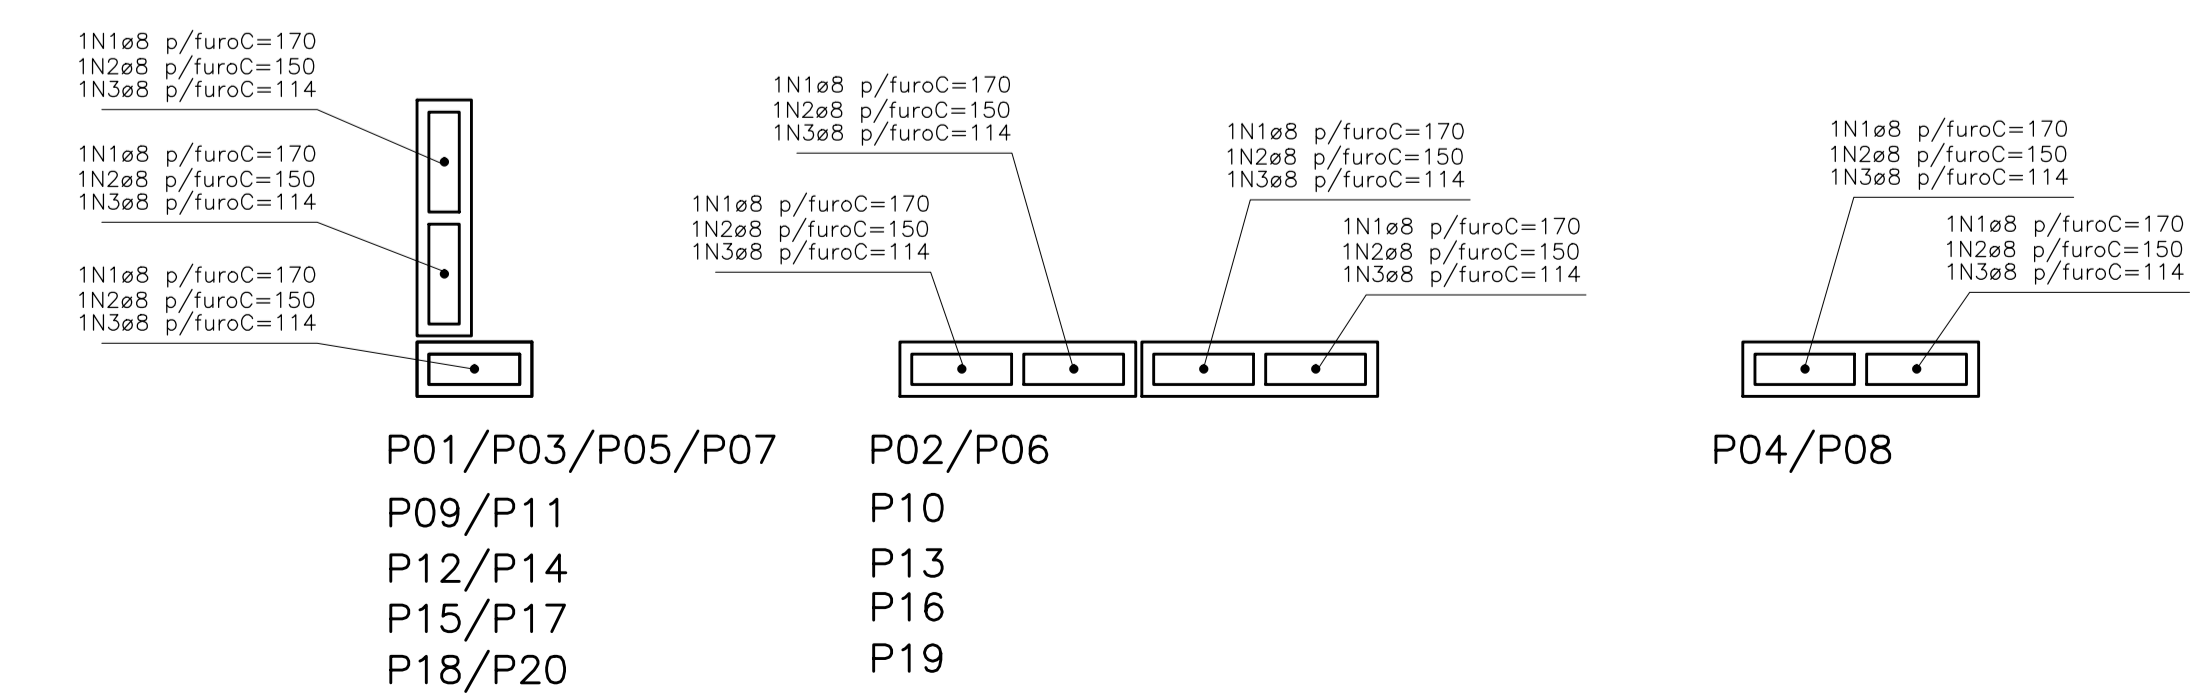 1N1ø8 p/furoC=170
1N2ø8 p/furoC=150
1N3ø8 p/furoC=114
1N1ø8 p/furoC=170
1N2ø8 p/furoC=150
1N3ø8 p/furoC=114
1N1ø8 p/furoC=170
1N2ø8 p/furoC=150
1N3ø8 p/furoC=114
P01/P03/P05/P07
P09/P11
P12/P14
P15/P17
P18/P20
1N1ø8 p/furoC=170
1N2ø8 p/furoC=150
1N3ø8 p/furoC=114
1N1ø8 p/furoC=170
1N2ø8 p/furoC=150
1N3ø8 p/furoC=114
1N1ø8 p/furoC=170
1N2ø8 p/furoC=150
1N3ø8 p/furoC=114
1N1ø8 p/furoC=170
1N2ø8 p/furoC=150
1N3ø8 p/furoC=114
P02/P06
P10
P13
P16
P19
1N1ø8 p/furoC=170
1N2ø8 p/furoC=150
1N3ø8 p/furoC=114
1N1ø8 p/furoC=170
1N2ø8 p/furoC=150
1N3ø8 p/furoC=114
P04/P08